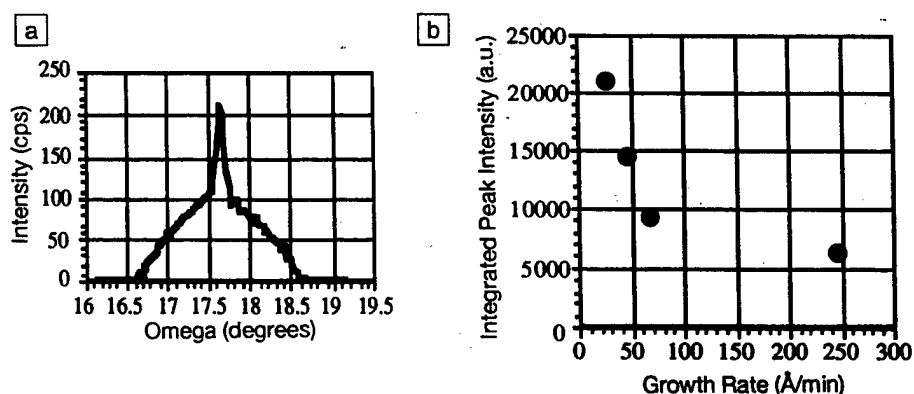 a
Intensity (cps)
250
200
150
100
50
0
16 16.5 17 17.5 18 18.5 19 19.5
Omega (degrees)
b
Integrated Peak Intensity (a.u.)
25000
20000
15000
10000
5000
0
0 50 100 150 200 250 300
Growth Rate (Å/min)